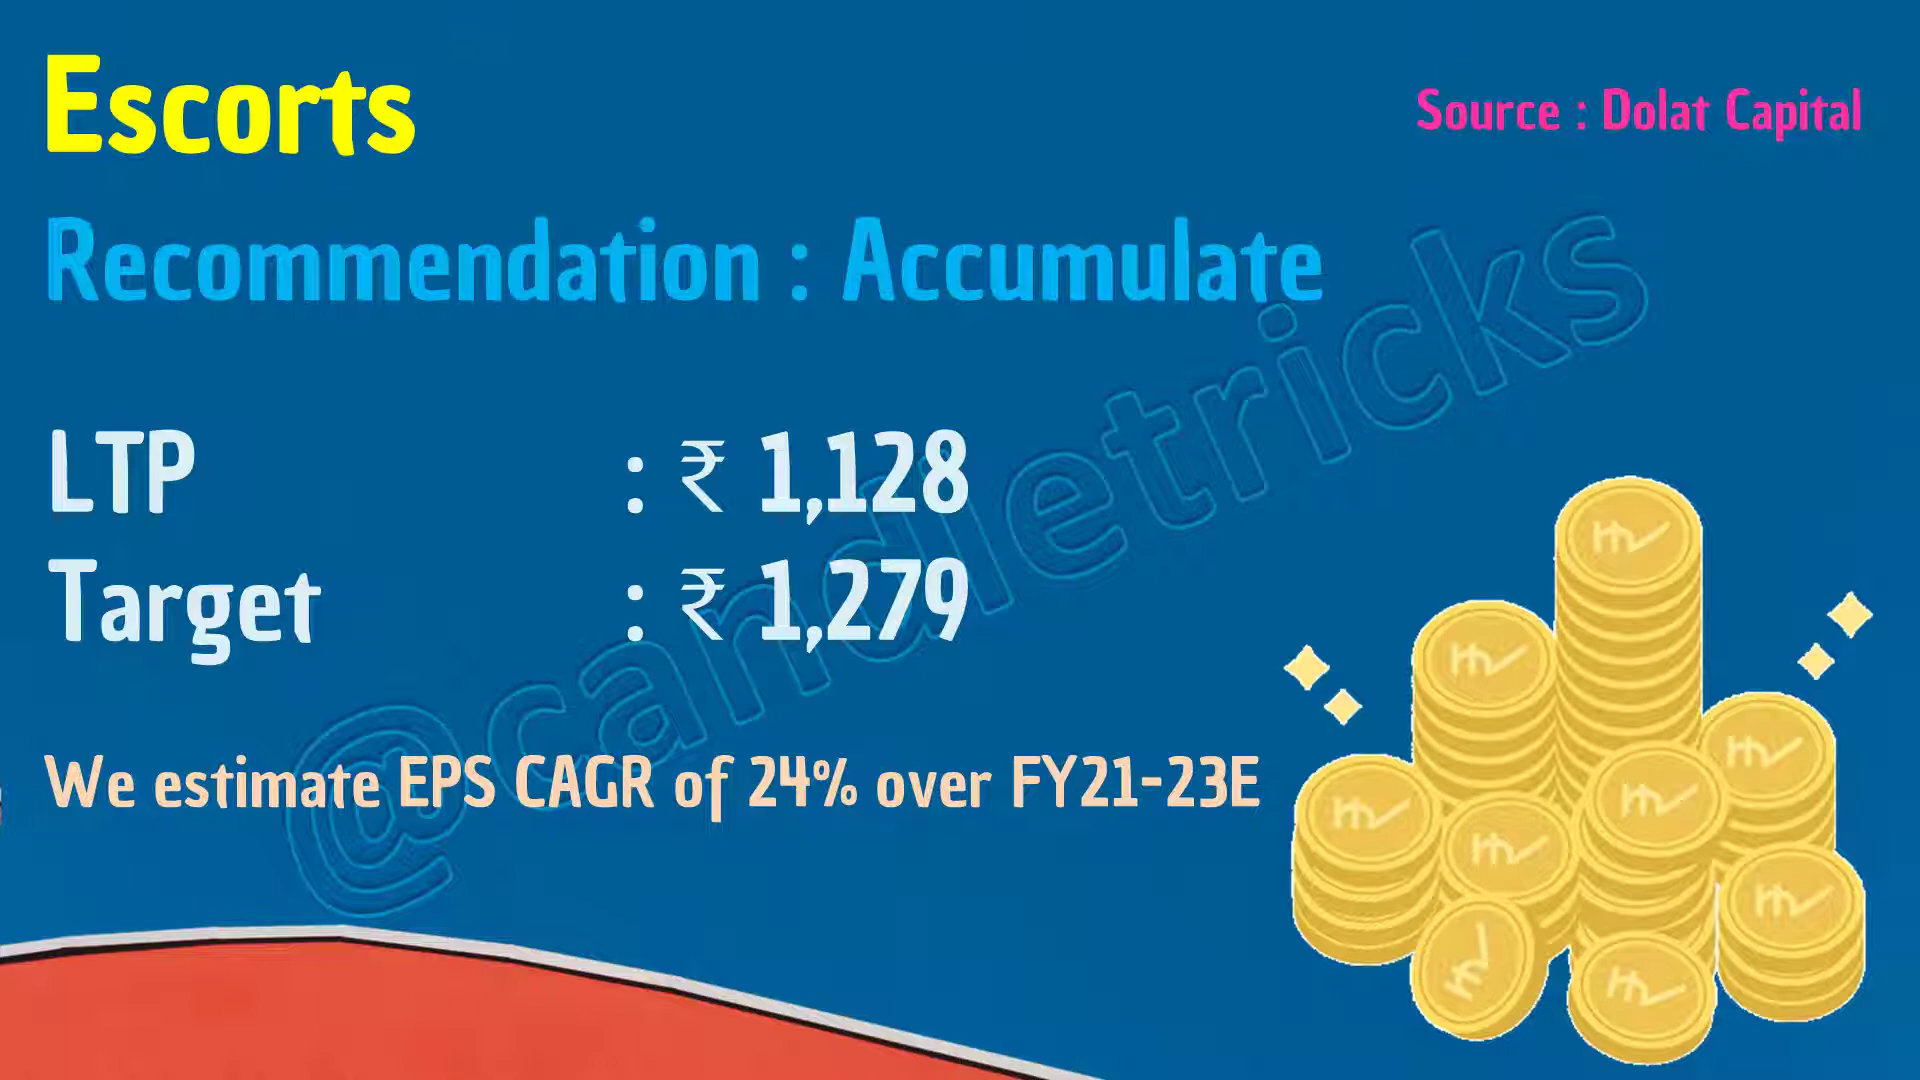 Escorts
Source : Dolat Capital
Recommendation : Accumulate
LTP : ₹ 1,128
Target : ₹ 1,279
We estimate EPS CAGR of 24% over FY21-23E
@candletricks